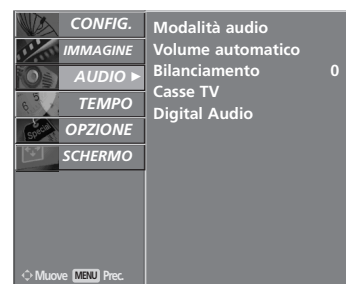 CONFIG.
IMMAGINE
AUDIO ►
TEMPO
OPZIONE
SCHERMO
Modalità audio
Volume automatico
Bilanciamento 0
Casse TV
Digital Audio
Special
Muove MENU Prec.